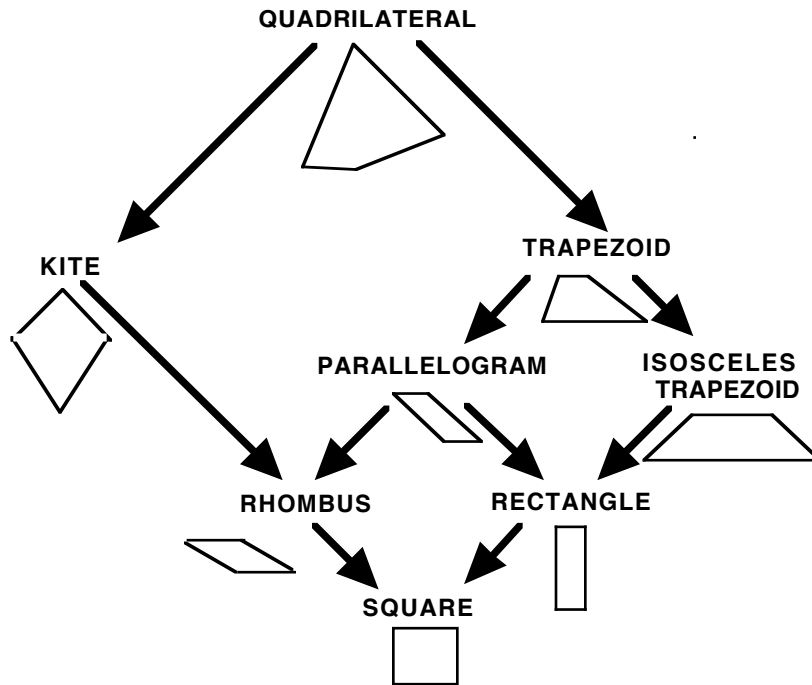 QUADRILATERAL
TRAPEZOID
KITE
PARALLELOGRAM
ISOSCELES
TRAPEZOID
RHOMBUS
RECTANGLE
SQUARE